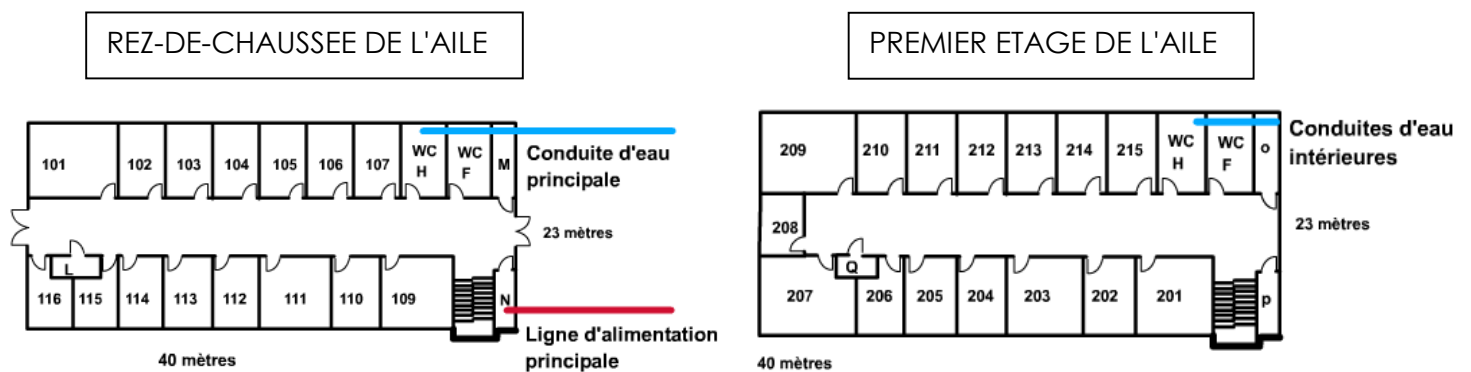 REZ-DE-CHAUSSEE DE L'AILE
101
102
103
104
105
106
107
WC
H
WC
F
M
Conduite d'eau
principale
23 mètres
L
116
115
114
113
112
111
110
109
N
Ligne d'alimentation
principale
40 mètres
PREMIER ETAGE DE L'AILE
209
210
211
212
213
214
215
WC
H
WC
F
o
Conduites d'eau
intérieures
208
23 mètres
Q
207
206
205
204
203
202
201
p
40 mètres